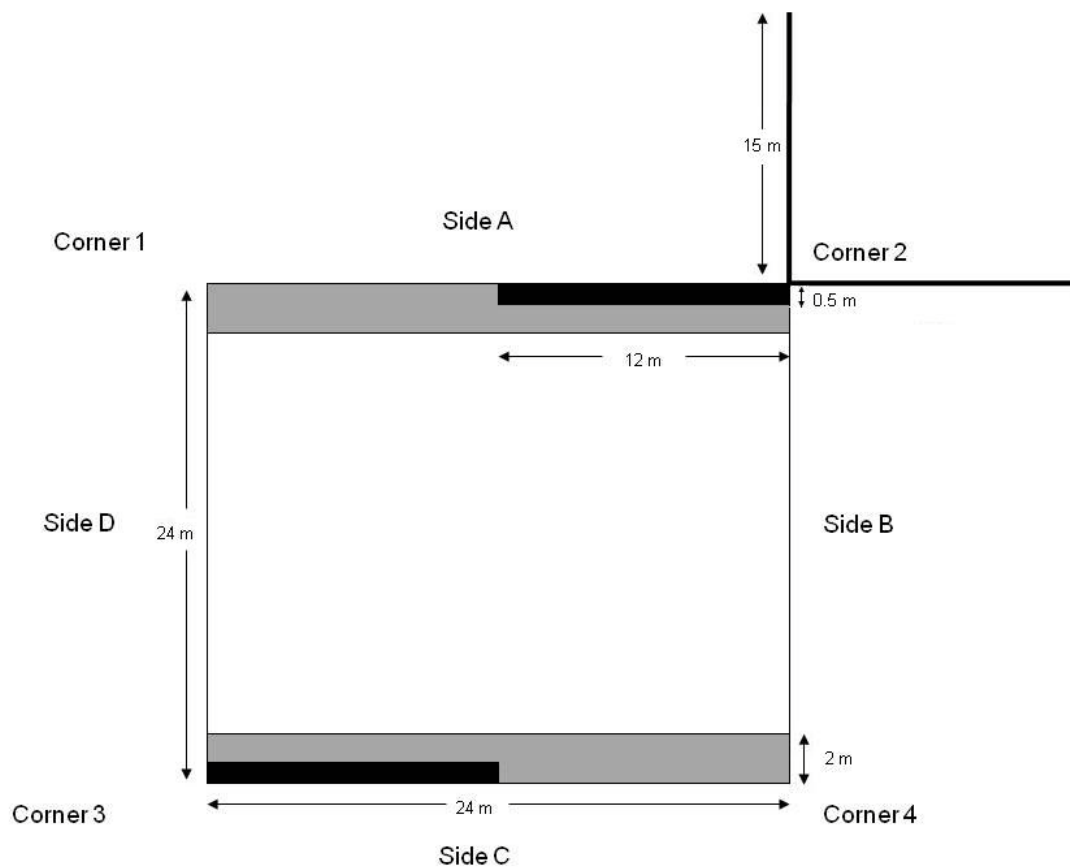 15 m
Side A
Corner 1
Corner 2
0.5 m
12 m
Side D
24 m
Side B
2 m
24 m
Corner 3
Corner 4
Side C